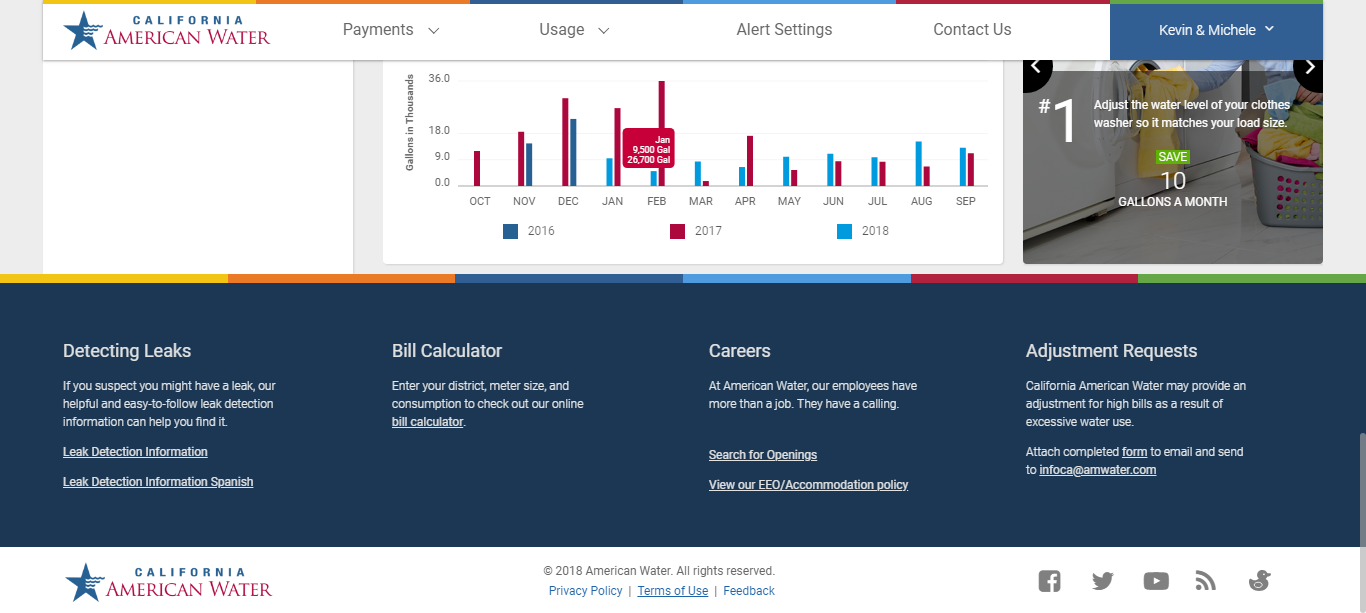 CALIFORNIA
AMERICAN WATER
Payments
Usage
Alert Settings
Contact Us
Kevin & Michele
Gallons in Thousands
36.0
18.0
9.0
0.0
Jan
9,500 Gal
26,700 Gal
OCT NOV DEC JAN FEB MAR APR MAY JUN JUL AUG SEP
2016 2017 2018
#1
Adjust the water level of your clothes
washer so it matches your load size.
SAVE
10
GALLONS A MONTH
Detecting Leaks
If you suspect you might have a leak, our
helpful and easy-to-follow leak detection
information can help you find it.
Leak Detection Information
Leak Detection Information Spanish
Bill Calculator
Enter your district, meter size, and
consumption to check out our online
bill calculator.
Careers
At American Water, our employees have
more than a job. They have a calling.
Search for Openings
View our EEO/Accommodation policy
Adjustment Requests
California American Water may provide an
adjustment for high bills as a result of
excessive water use.
Attach completed form to email and send
to infoca@amwater.com
CALIFORNIA
AMERICAN WATER
© 2018 American Water. All rights reserved.
Privacy Policy | Terms of Use | Feedback